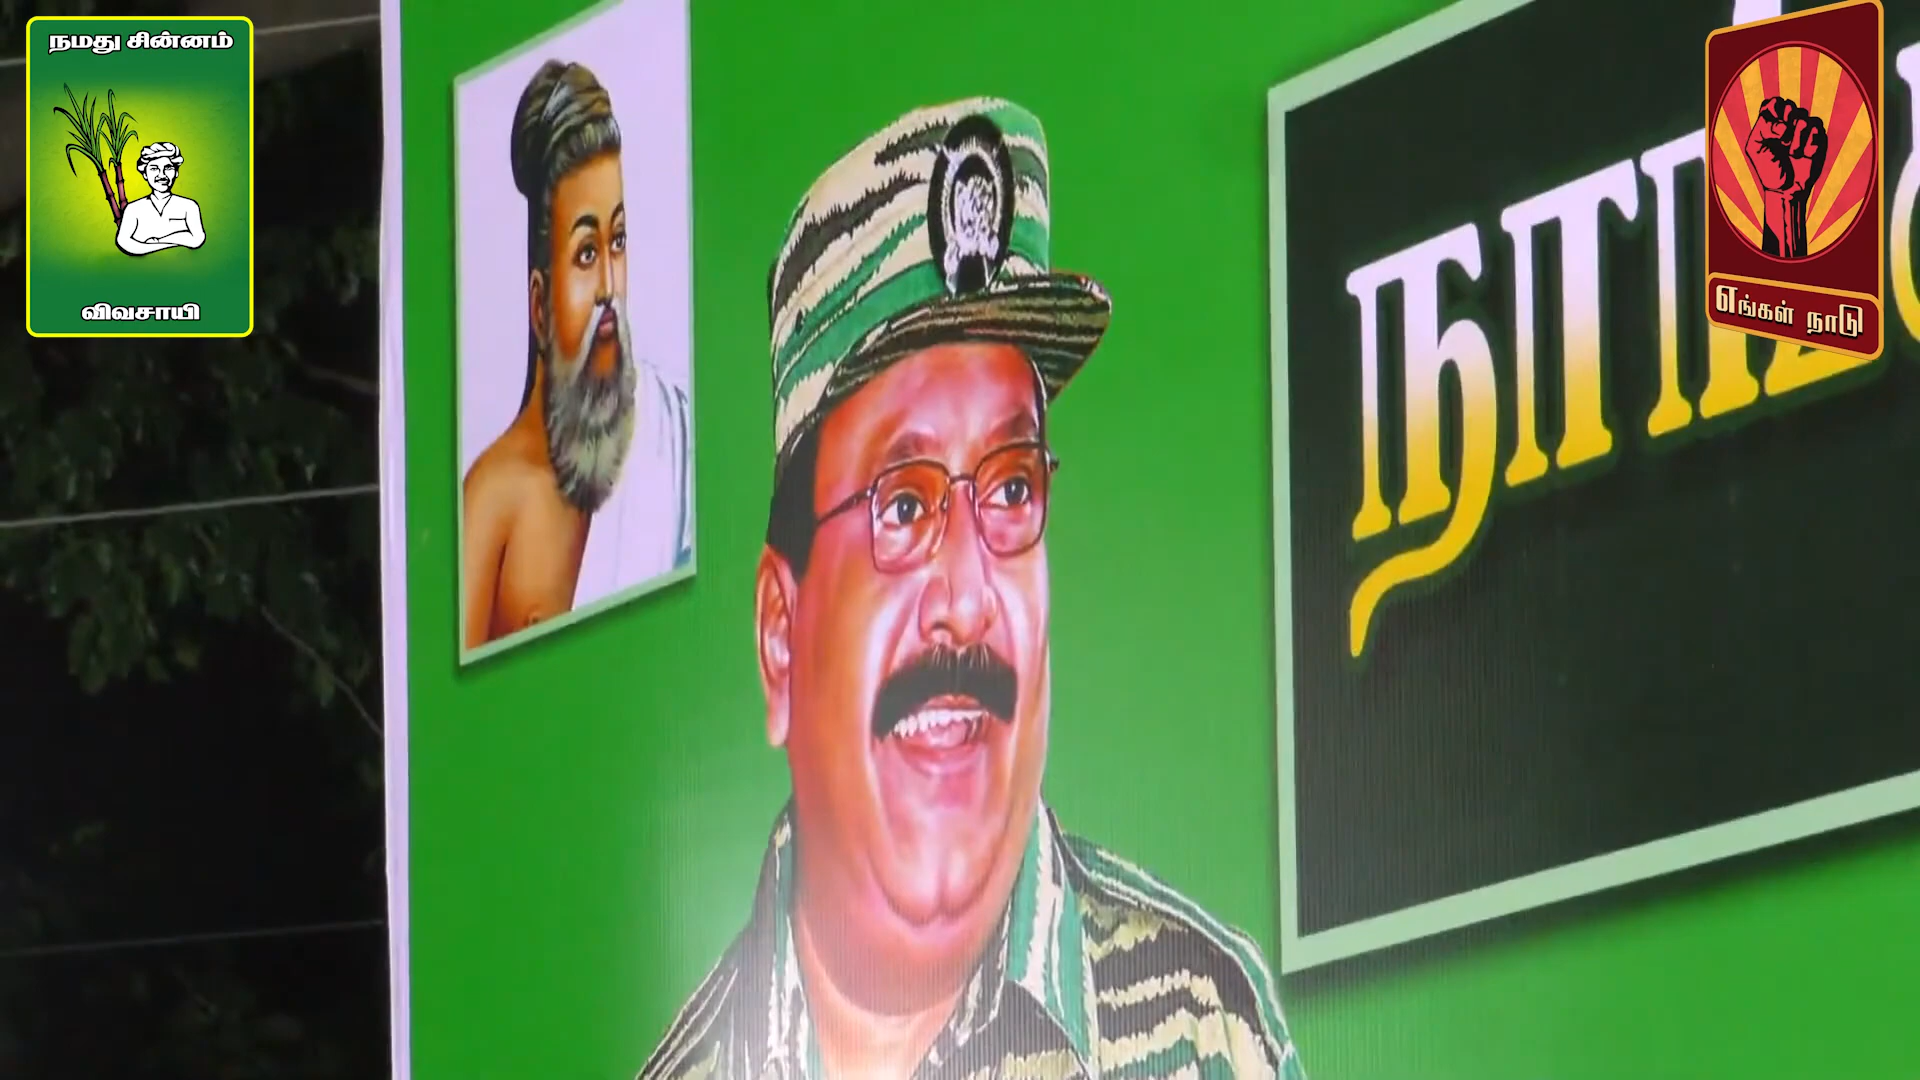 நமது சின்னம்
விவசாயி
எங்கள் நாடு